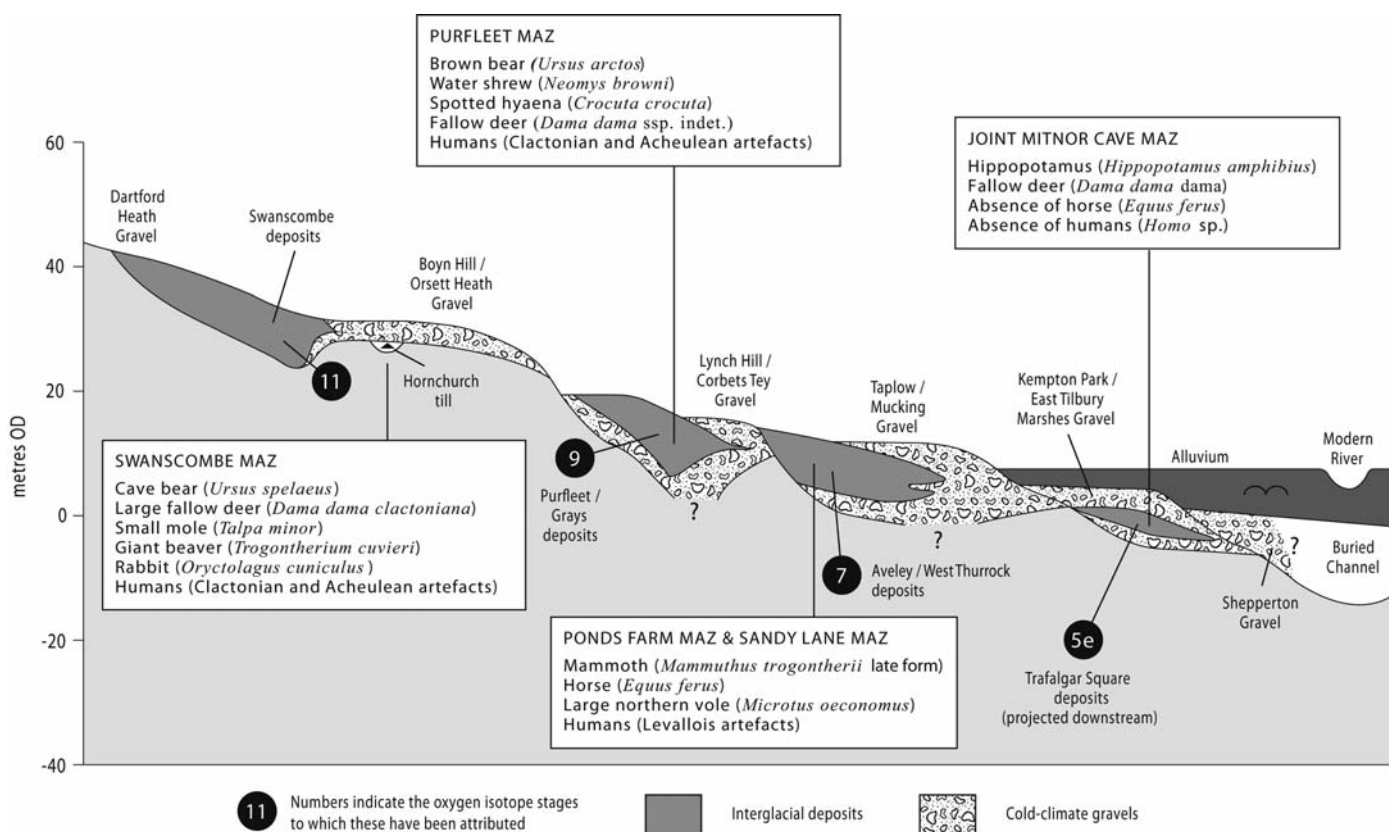 PURFLEET MAZ
Brown bear (Ursus arctos)
Water shrew (Neomys browni)
Spotted hyaena (Crocuta crocuta)
Fallow deer (Dama dama ssp. indet.)
Humans (Clactonian and Acheulean artefacts)
JOINT MITNOR CAVE MAZ
Hippopotamus (Hippopotamus amphibius)
Fallow deer (Dama dama dama)
Absence of horse (Equus ferus)
Absence of humans (Homo sp.)
metres OD
60
40
20
0
-20
-40
Dartford
Heath
Gravel
Swanscombe
deposits
Boyn Hill /
Orsett Heath
Gravel
11
Hornchurch
till
Lynch Hill /
Corbets Tey
Gravel
Taplow /
Mucking
Gravel
Kempton Park /
East Tilbury
Marshes Gravel
Alluvium
Modern
River
9
Purfleet /
Grays
deposits
?
7
Aveley / West Thurrock
deposits
?
5e
Trafalgar Square
deposits
(projected downstream)
Shepperton
Gravel
?
Buried
Channel
SWANSCOMBE MAZ
Cave bear (Ursus spelaeus)
Large fallow deer (Dama dama clactoniana)
Small mole (Talpa minor)
Giant beaver (Trogontherium cuvieri)
Rabbit (Oryctolagus cuniculus )
Humans (Clactonian and Acheulean artefacts)
PONDS FARM MAZ & SANDY LANE MAZ
Mammoth (Mammuthus trogontherii late form)
Horse (Equus ferus)
Large northern vole (Microtus oeconomus)
Humans (Levallois artefacts)
11
Numbers indicate the oxygen isotope stages
to which these have been attributed
Interglacial deposits
Cold-climate gravels